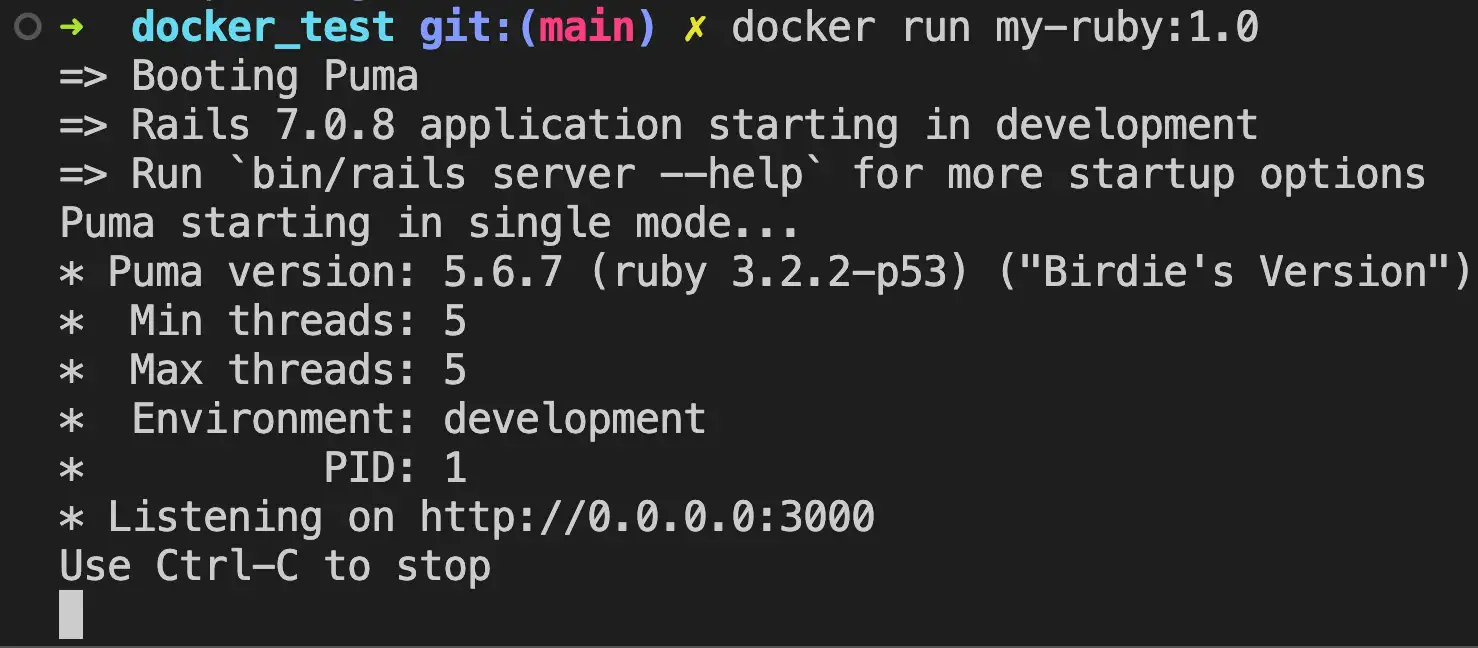 ➜ docker_test git:(main) ✗ docker run my-ruby:1.0
=> Booting Puma
=> Rails 7.0.8 application starting in development
=> Run `bin/rails server --help` for more startup options
Puma starting in single mode...
* Puma version: 5.6.7 (ruby 3.2.2-p53) ("Birdie's Version")
*  Min threads: 5
*  Max threads: 5
*  Environment: development
*          PID: 1
* Listening on http://0.0.0.0:3000
Use Ctrl-C to stop